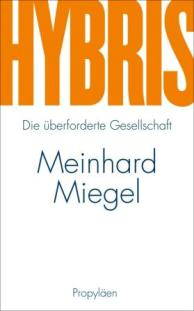 HYBRIS
Die überforderte Gesellschaft
Meinhard
Miegel
Propyläen